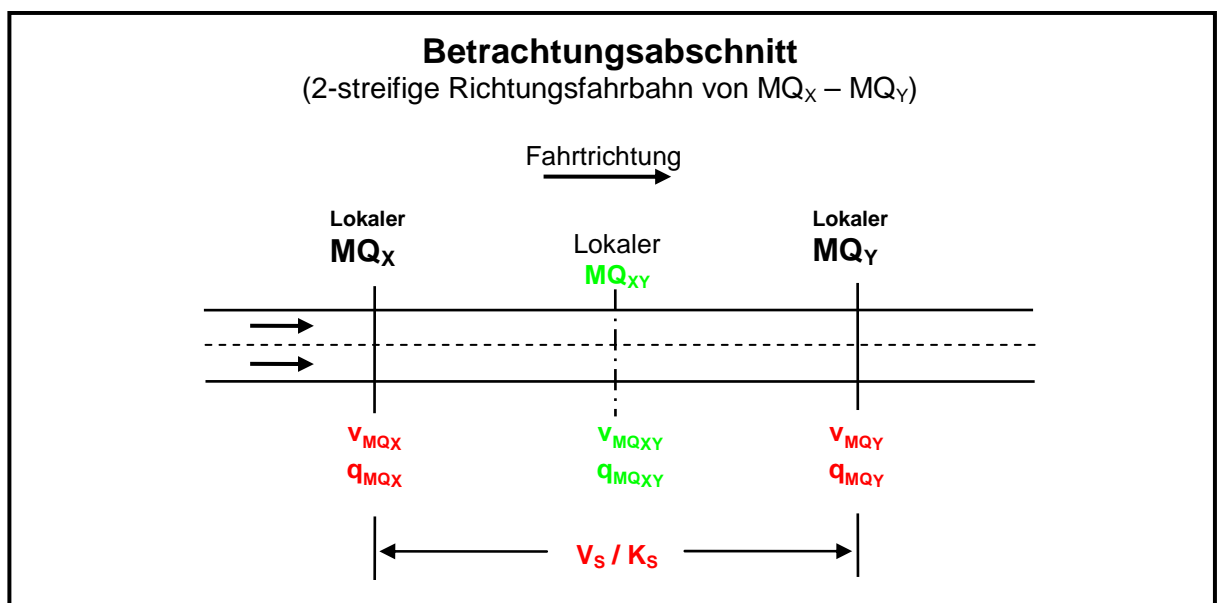 Betrachtungsabschnitt
(2-streifige Richtungsfahrbahn von MQX – MQY)
Fahrtrichtung
Lokaler
MQX
Lokaler
MQXY
Lokaler
MQY
vMQX
qMQX
vMQXY
qMQXY
vMQY
qMQY
VS / KS